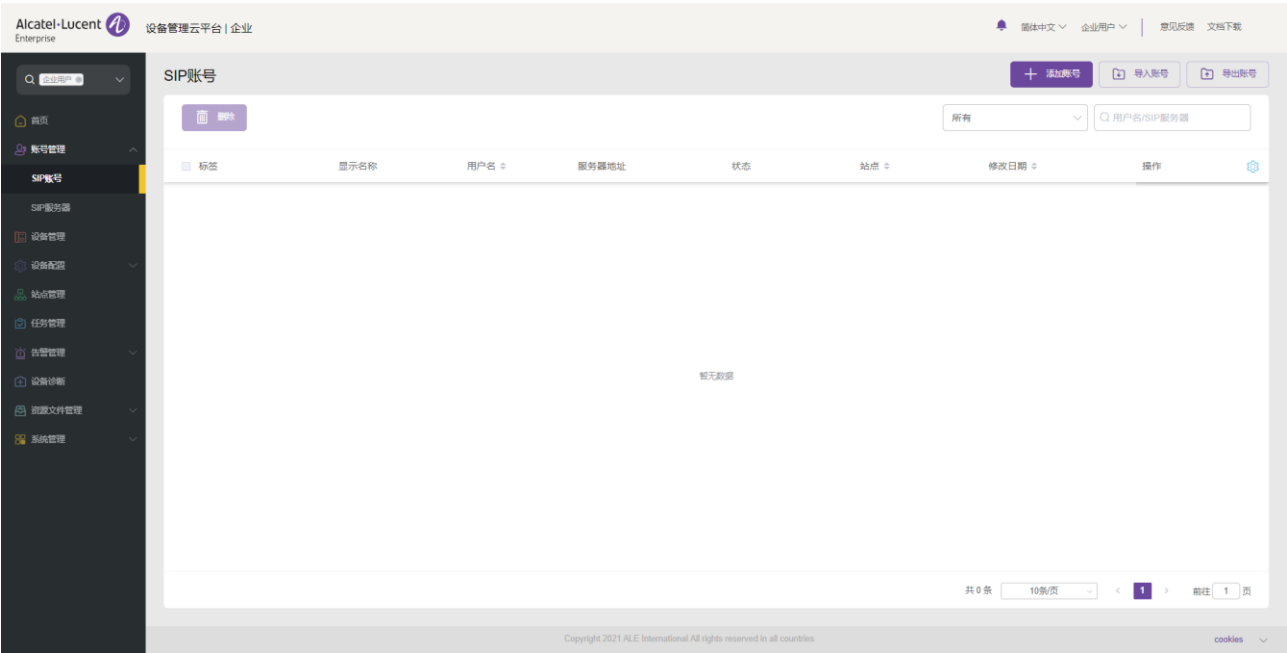 Alcatel-Lucent
Enterprise
设备管理云平台 | 企业
简体中文
企业用户
意见反馈
文档下载
企业用户
首页
账号管理
SIP账号
SIP服务器
设备管理
设备配置
站点管理
任务管理
告警管理
设备诊断
资源文件管理
系统管理
SIP账号
添加账号
导入账号
导出账号
删除
所有
用户名/SIP服务器
标签 显示名称 用户名 服务器地址 状态 站点 修改日期 操作
暂无数据
共 0 条 10条/页 < 1 > 前往 1 页
Copyright 2021 ALE International.All rights reserved in all countries
cookies